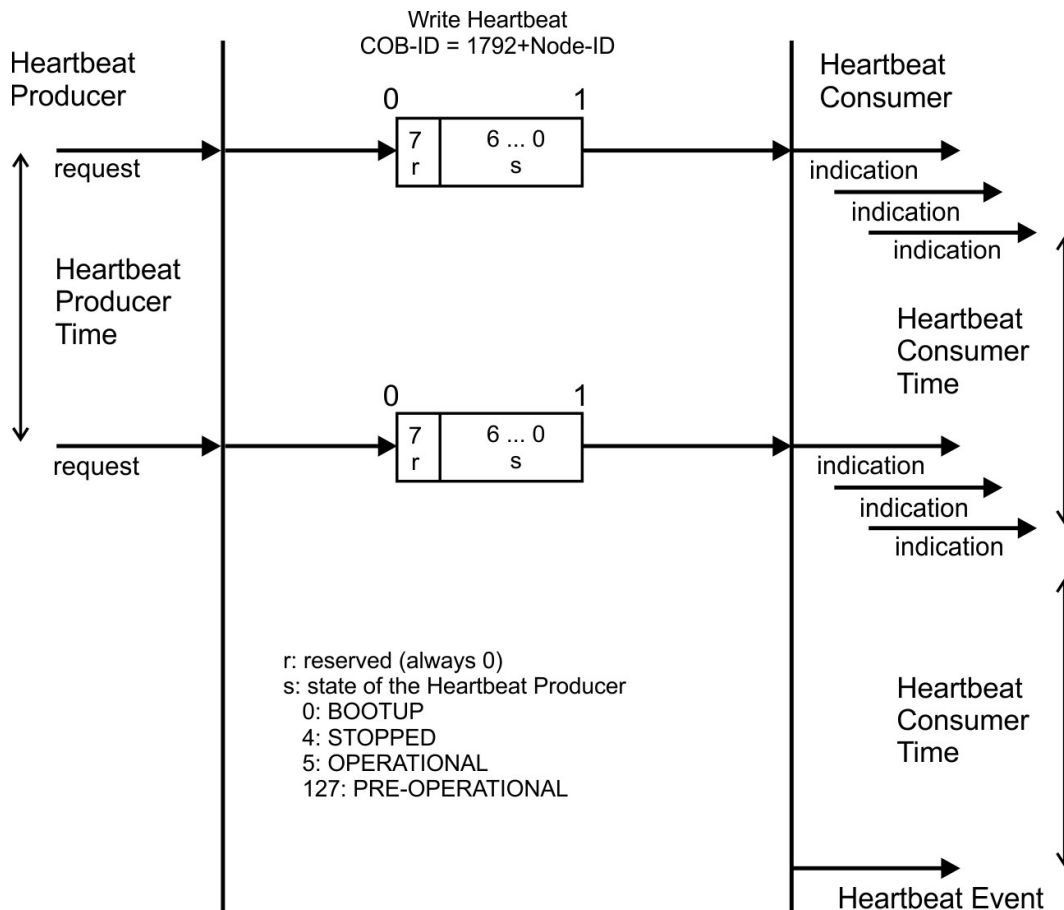 Write Heartbeat
COB-ID = 1792+Node-ID
Heartbeat
Producer
Heartbeat
Consumer
0 1
7 6 ... 0
r s
request
indication
indication
indication
Heartbeat
Producer
Time
Heartbeat
Consumer
Time
0 1
7 6 ... 0
r s
request
indication
indication
indication
r: reserved (always 0)
s: state of the Heartbeat Producer
0: BOOTUP
4: STOPPED
5: OPERATIONAL
127: PRE-OPERATIONAL
Heartbeat
Consumer
Time
Heartbeat Event